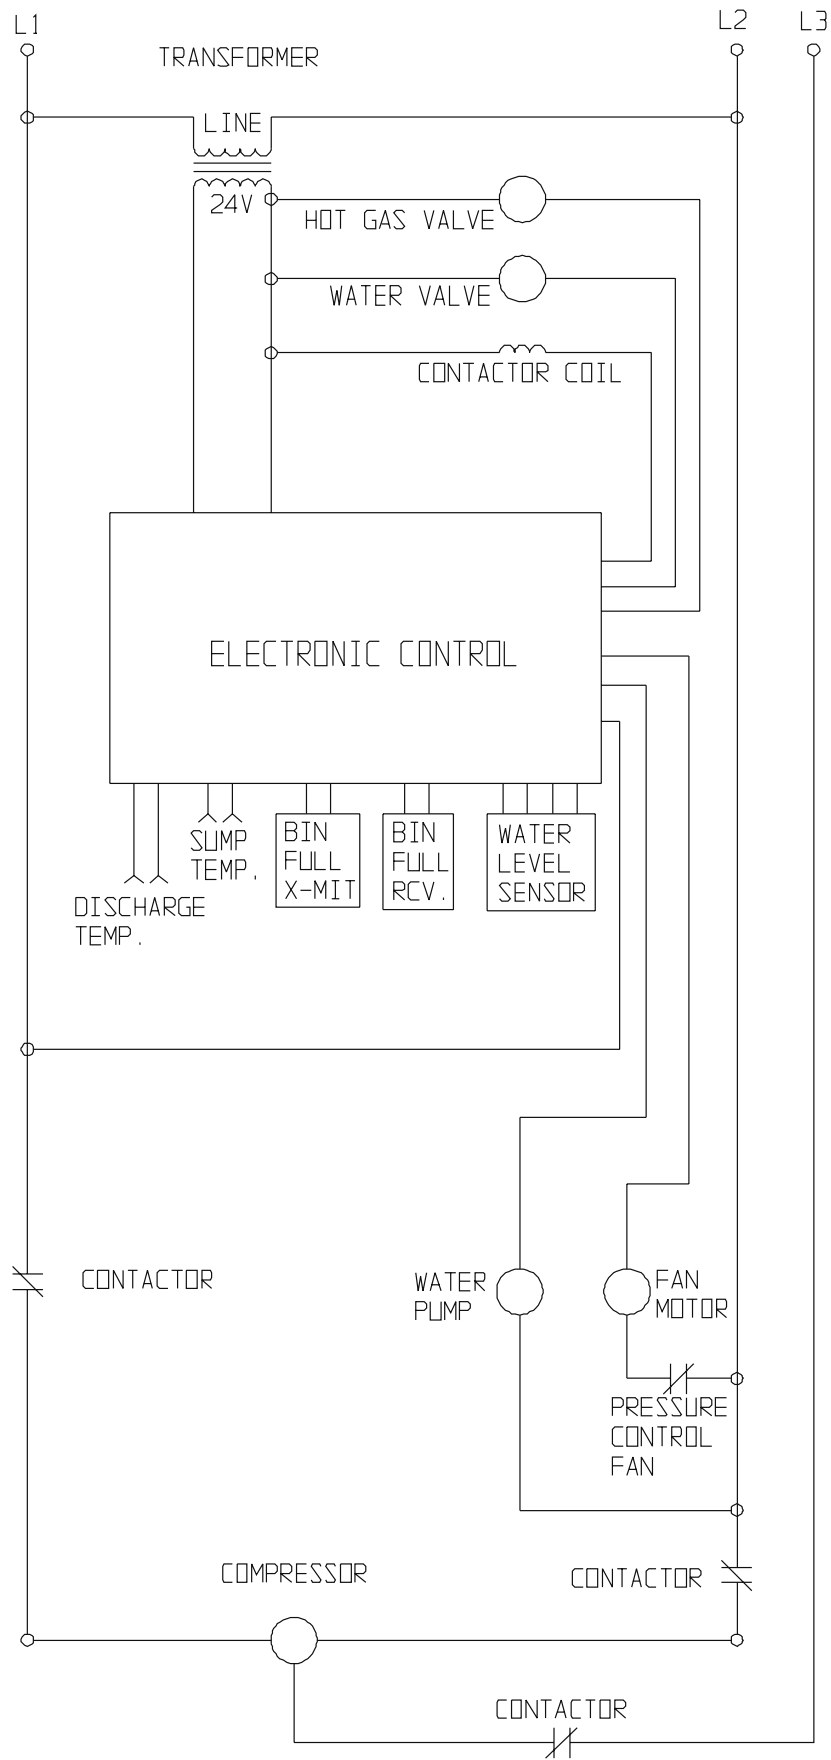 L1
L2
L3
TRANSFORMER
LINE
24V
HOT GAS VALVE
WATER VALVE
CONTACTOR COIL
ELECTRONIC CONTROL
DISCHARGE
TEMP.
SUMP
TEMP.
BIN
FULL
X-MIT
BIN
FULL
RCV.
WATER
LEVEL
SENSOR
CONTACTOR
WATER
PUMP
FAN
MOTOR
PRESSURE
CONTROL
FAN
COMPRESSOR
CONTACTOR
CONTACTOR